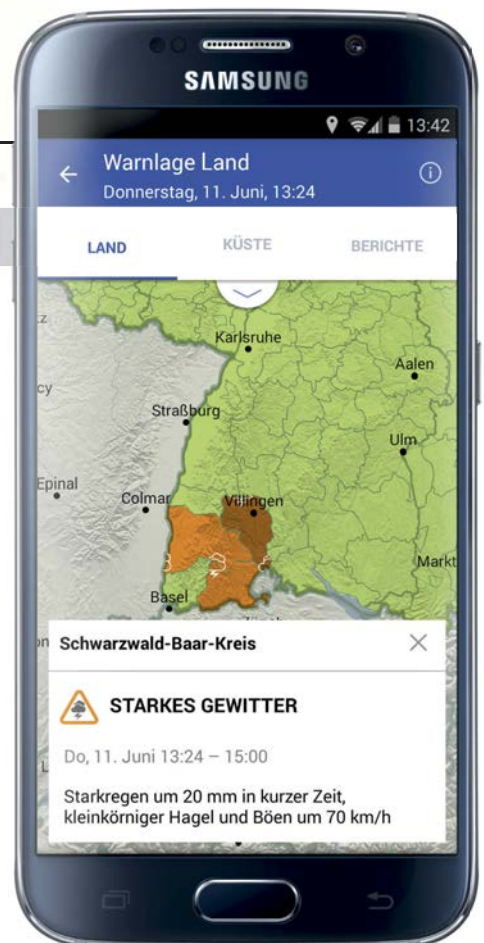 SAMSUNG
13:42
Warnlage Land
Donnerstag, 11. Juni, 13:24
LAND KÜSTE BERICHTE
Karlsruhe
Aalen
Straßburg
Ulm
Epinal
Colmar
Villingen
Markt
Basel
Schwarzwald-Baar-Kreis
STARKES GEWITTER
Do, 11. Juni 13:24 – 15:00
Starkregen um 20 mm in kurzer Zeit,
kleinkörniger Hagel und Böen um 70 km/h